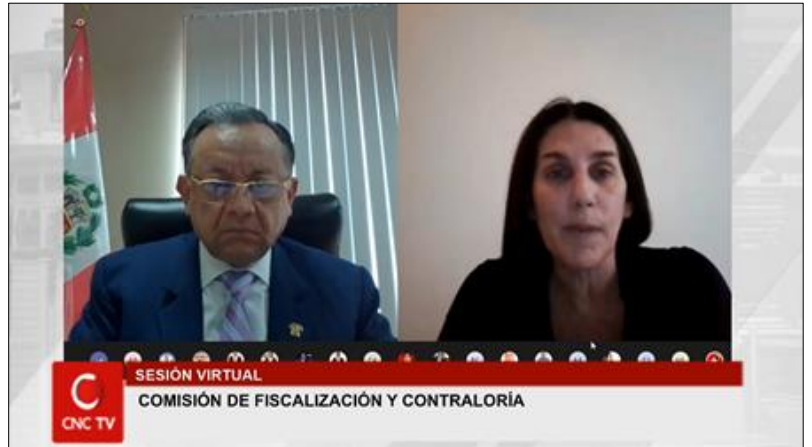 SESIÓN VIRTUAL
COMISIÓN DE FISCALIZACIÓN Y CONTRALORÍA
CNC TV